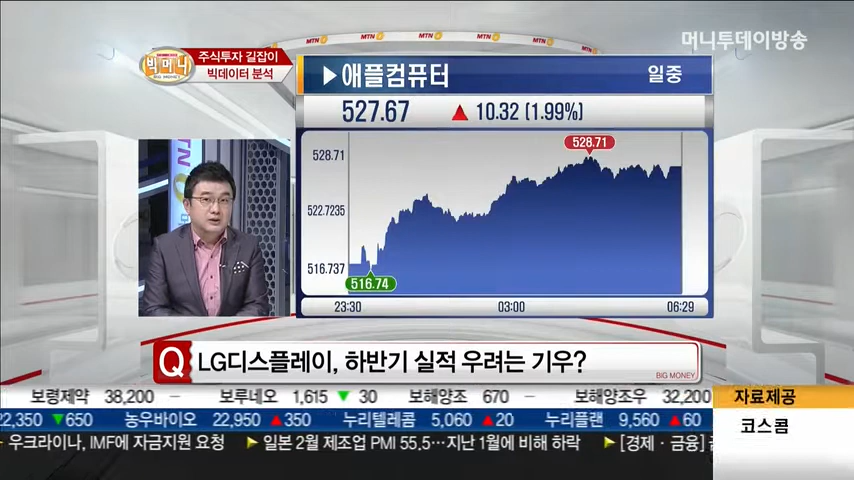 MTN MTN MTN MTN
머니투데이방송
빅머니
BIG MONEY
주식투자 길잡이
빅데이터 분석
▶애플컴퓨터
일중
527.67 ▲ 10.32 (1.99%)
528.71
528.71
522.7235
516.737
516.74
23:30 03:00 06:29
MTN
Q LG디스플레이, 하반기 실적 우려는 기우?
BIG MONEY
보령제약 38,200 – 보루네오 1,615 ▼ 30 보해양조 670 – 보해양조우 32,200
자료제공
22,350 ▼650 농우바이오 22,950 ▲350 누리텔레콤 5,060 ▲20 누리플랜 9,560 ▲60
코스콤
우크라이나, IMF에 자금지원 요청 ▶일본 2월 제조업 PMI 55.5…지난 1월에 비해 하락 ▶[경제·금융]